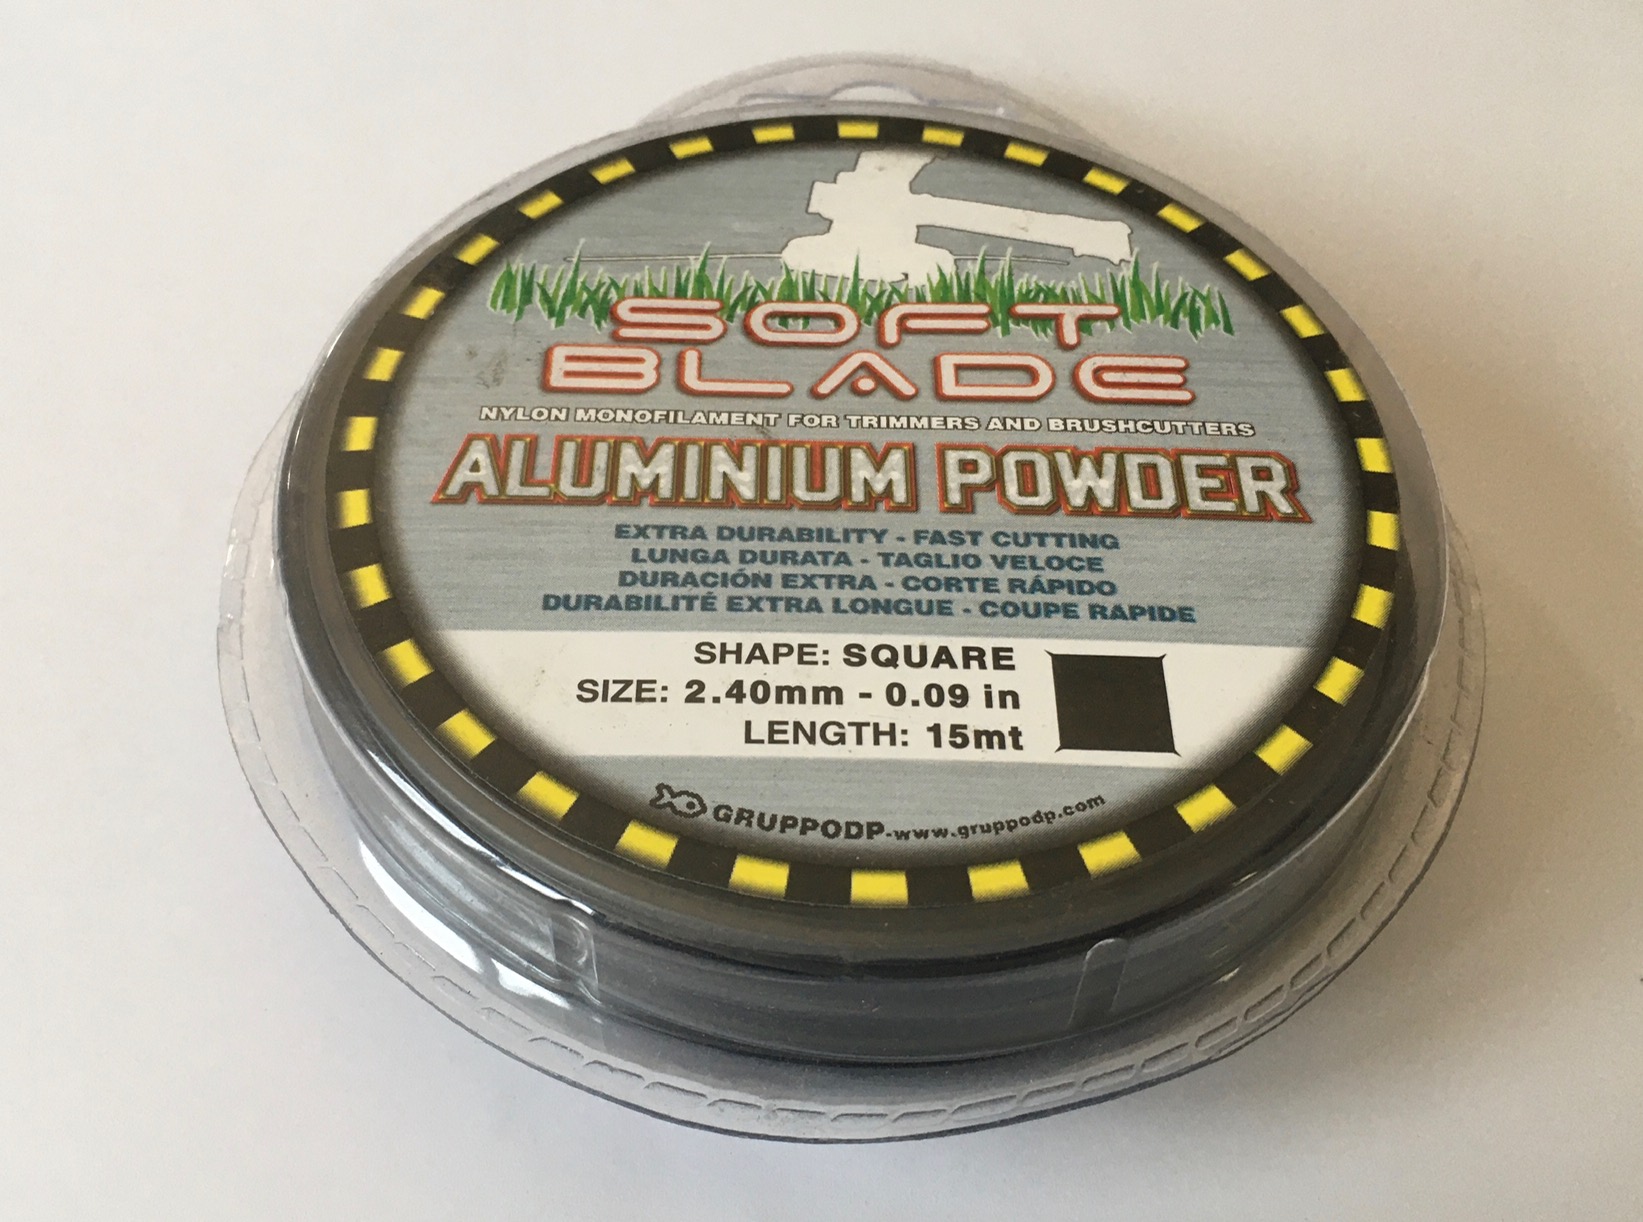 SOFT
BLADE
NYLON MONOFILAMENT FOR TRIMMERS AND BRUSHCUTTERS
ALUMINIUM POWDER
EXTRA DURABILITY - FAST CUTTING
LUNGA DURATA - TAGLIO VELOCE
DURACIÓN EXTRA - CORTE RÁPIDO
DURABILITÉ EXTRA LONGUE - COUPE RAPIDE
SHAPE: SQUARE
SIZE: 2.40mm - 0.09 in
LENGTH: 15mt
GRUPPODP-www.gruppodp.com